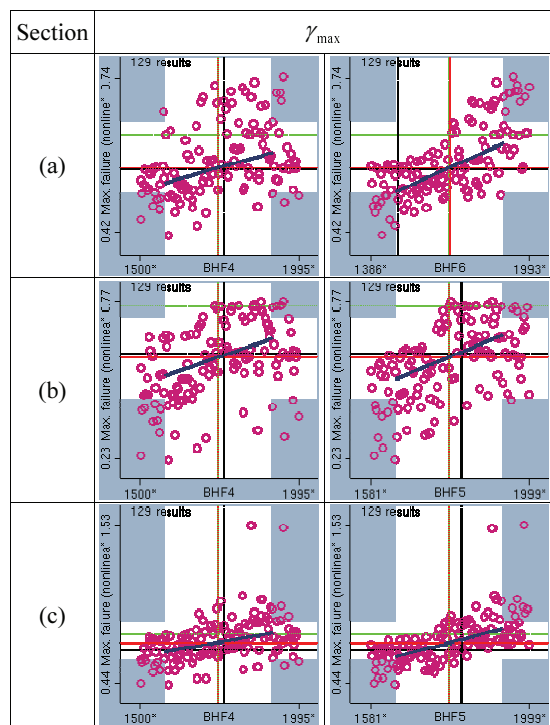 Section γmax
(a)
129 results
0.42 Max. failure (nonline* 0.74
1500* BHF4 1995*
129 results
0.42 Max. failure (nonline* 0.74
1386* BHF6 1993*
(b)
129 results
0.23 Max. failure (nonlinea* 0.77
1500* BHF4 1995*
129 results
0.23 Max. failure (nonlinea* 0.77
1581* BHF5 1999*
(c)
129 results
0.44 Max. failure (nonlinea* 1.53
1500* BHF4 1995*
129 results
0.44 Max. failure (nonlinea* 1.53
1581* BHF5 1999*